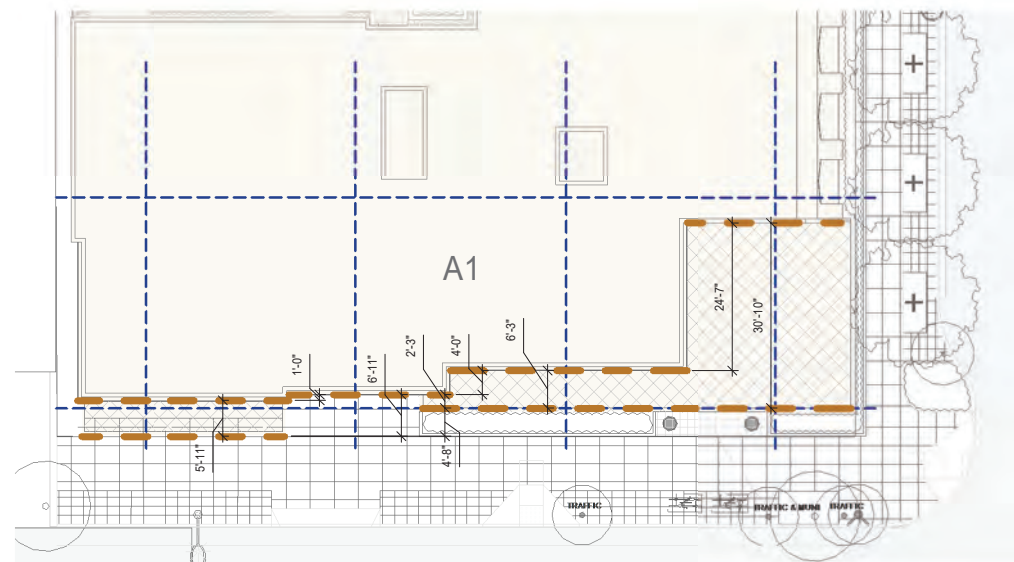 A1
24'-7"
30'-10"
6'-3"
4'-0"
2'-3"
1'-0"
6'-11"
5'-11"
4'-8"
TRAFFIC
TRAFFIC & MUNI
TRAFFIC